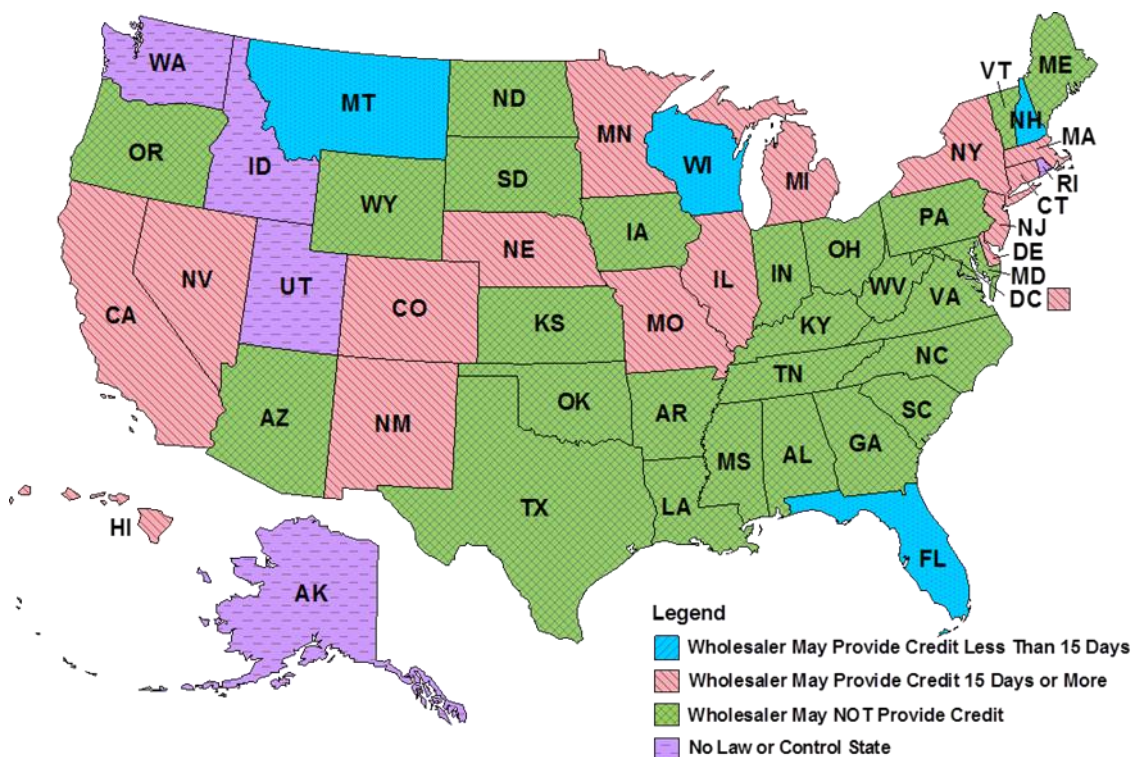 WA
MT
ND
MN
VT
ME
NH
OR
ID
SD
WI
MI
NY
MA
WY
RI
CT
NE
IA
PA
NJ
NV
UT
IL
IN
OH
DE
MD
CA
CO
WV
VA
DC
KS
MO
KY
NC
TN
AZ
NM
OK
AR
SC
MS
AL
GA
TX
LA
HI
FL
AK
Legend
Wholesaler May Provide Credit Less Than 15 Days
Wholesaler May Provide Credit 15 Days or More
Wholesaler May NOT Provide Credit
No Law or Control State